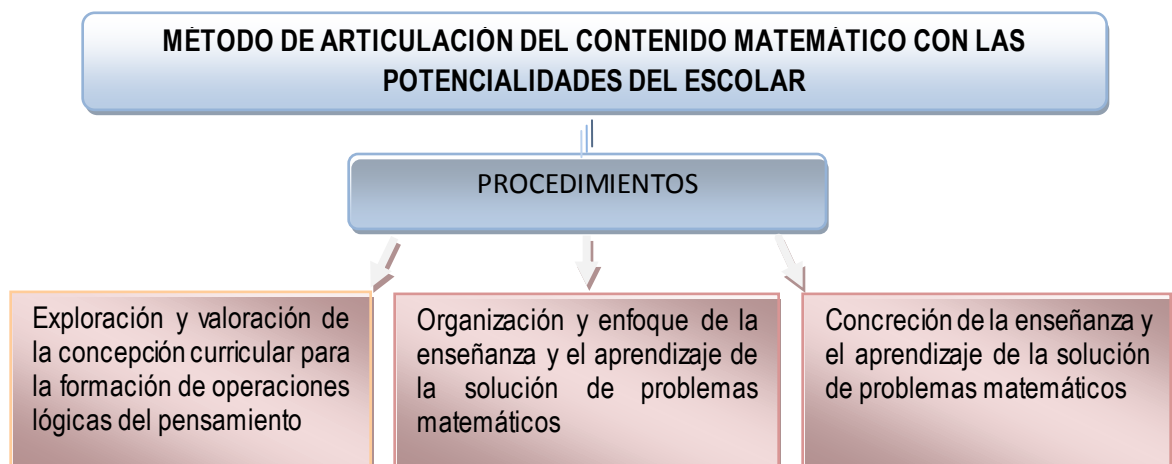 MÉTODO DE ARTICULACIÓN DEL CONTENIDO MATEMÁTICO CON LAS
POTENCIALIDADES DEL ESCOLAR
PROCEDIMIENTOS
Exploración y valoración de
la concepción curricular para
la formación de operaciones
lógicas del pensamiento
Organización y enfoque de la
enseñanza y el aprendizaje de
la solución de problemas
matemáticos
Concreción de la enseñanza y
el aprendizaje de la solución
de problemas matemáticos